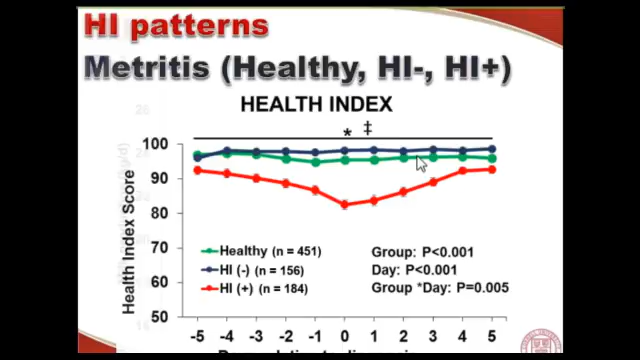 HI patterns
Metritis (Healthy, HI-, HI+)
HEALTH INDEX
* ‡
100
90
80
70
60
50
Health Index Score
Healthy (n = 451)
HI (-) (n = 156)
HI (+) (n = 184)
Group: P<0.001
Day: P<0.001
Group *Day: P=0.005
-5 -4 -3 -2 -1 0 1 2 3 4 5